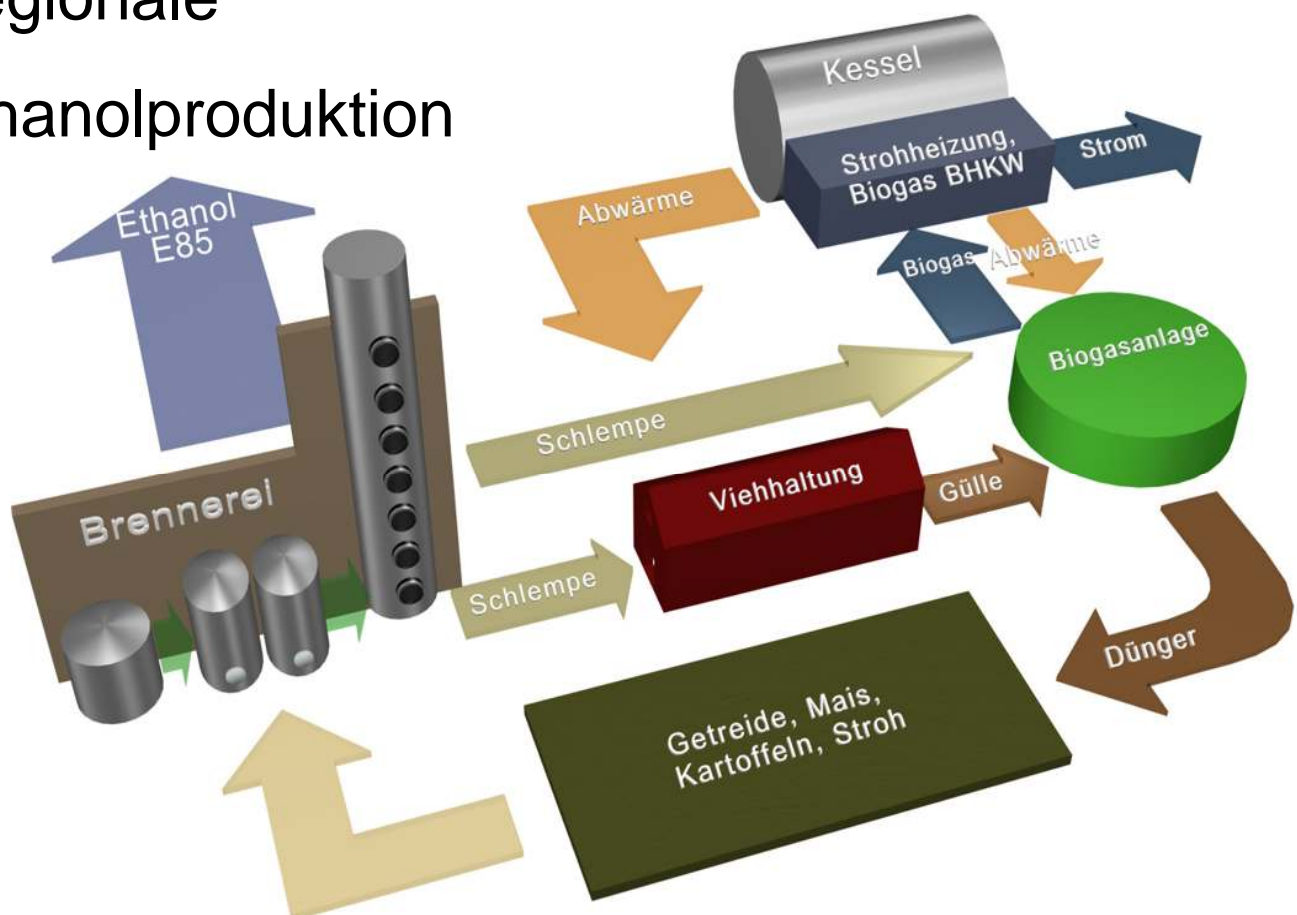 egionale
hanolproduktion
Kessel
Strohheizung,
Biogas BHKW
Strom
Abwärme
Ethanol
E85
Biogas
Abwärme
Biogasanlage
Schlempe
Viehhaltung
Gülle
Brennerei
Schlempe
Dünger
Getreide, Mais,
Kartoffeln, Stroh